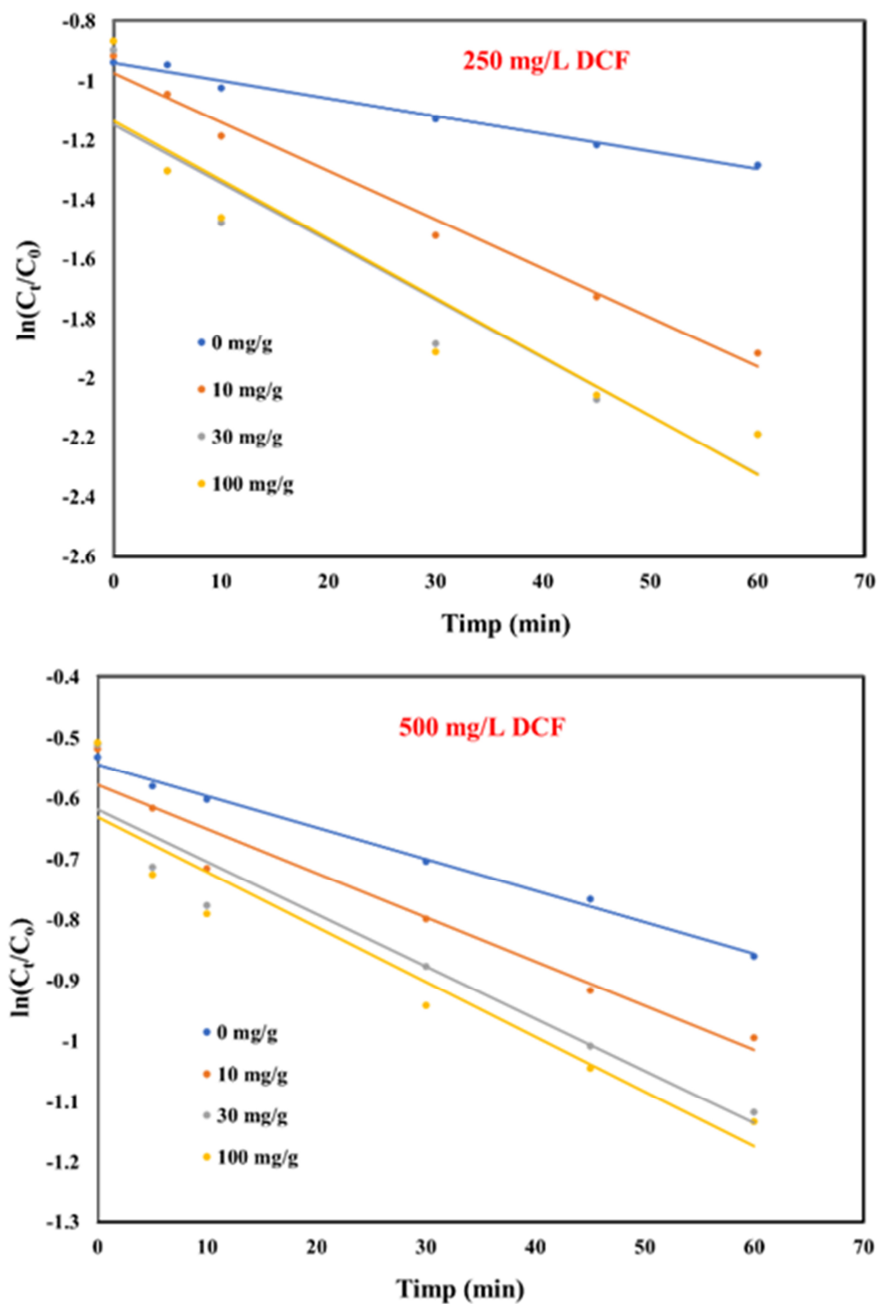 250 mg/L DCF
ln(Ct/C0)
-0.8
-1
-1.2
-1.4
-1.6
-1.8
-2
-2.2
-2.4
-2.6
0 mg/g
10 mg/g
30 mg/g
100 mg/g
0 10 20 30 40 50 60 70
Timp (min)
500 mg/L DCF
ln(Ct/Co)
-0.4
-0.5
-0.6
-0.7
-0.8
-0.9
-1
-1.1
-1.2
-1.3
0 mg/g
10 mg/g
30 mg/g
100 mg/g
0 10 20 30 40 50 60 70
Timp (min)